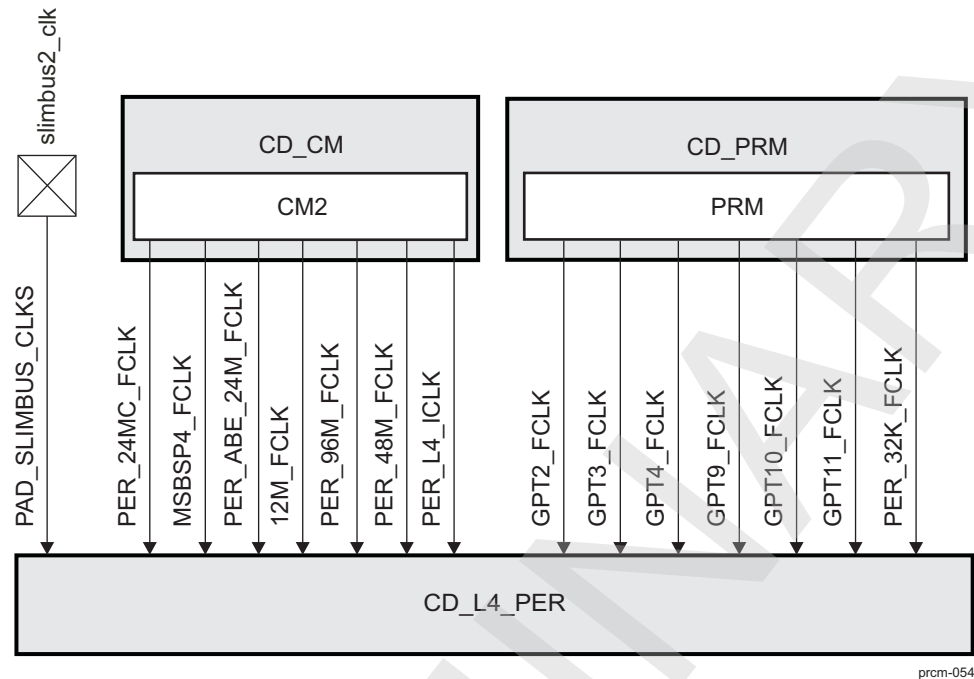 slimbus2_clk
CD_CM
CM2
CD_PRM
PRM
PAD_SLIMBUS_CLKS
PER_24MC_FCLK
MSBSP4_FCLK
PER_ABE_24M_FCLK
12M_FCLK
PER_96M_FCLK
PER_48M_FCLK
PER_L4_ICLK
GPT2_FCLK
GPT3_FCLK
GPT4_FCLK
GPT9_FCLK
GPT10_FCLK
GPT11_FCLK
PER_32K_FCLK
CD_L4_PER
prcm-054